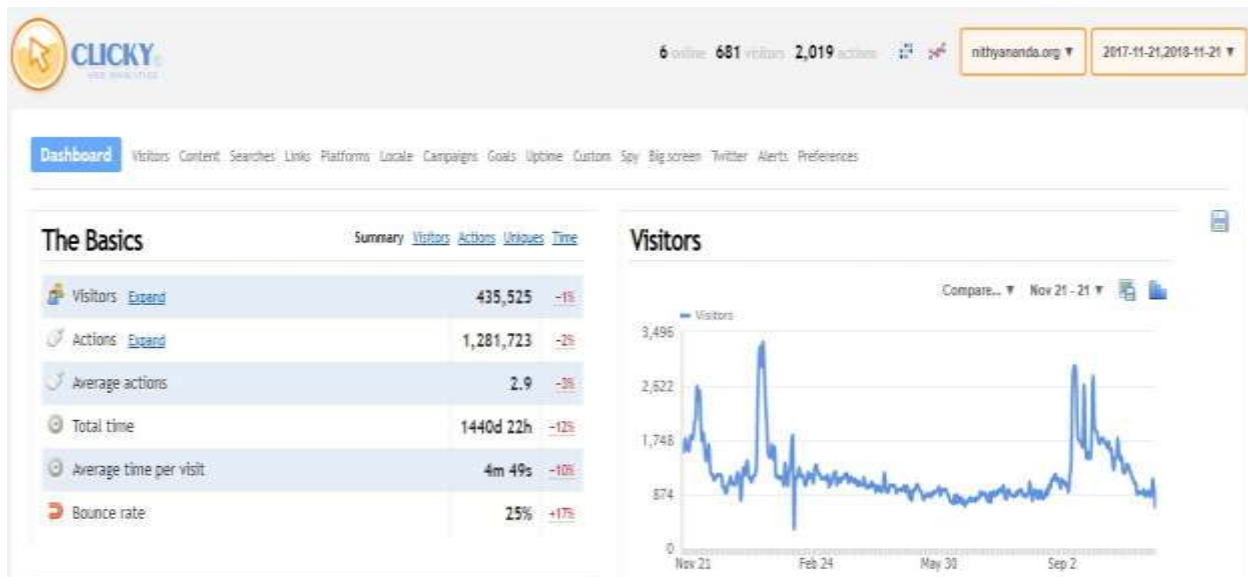 CLICKY
WEB ANALYTICS
6 online 681 visitors 2,019 actions
nithyananda.org ▼
2017-11-21,2018-11-21 ▼
Dashboard Visitors Content Searches Links Platforms Locale Campaigns Goals Uptime Custom Spy Big screen Twitter Alerts Preferences
The Basics
Summary Visitors Actions Uniques Time
Visitors Expand 435,525 -1%
Actions Expand 1,281,723 -2%
Average actions 2.9 -3%
Total time 1440d 22h -12%
Average time per visit 4m 49s -10%
Bounce rate 25% +17%
Visitors
Compare... ▼ Nov 21 - 21 ▼
Visitors
3,496
2,622
1,748
874
0
Nov 21 Feb 24 May 30 Sep 2